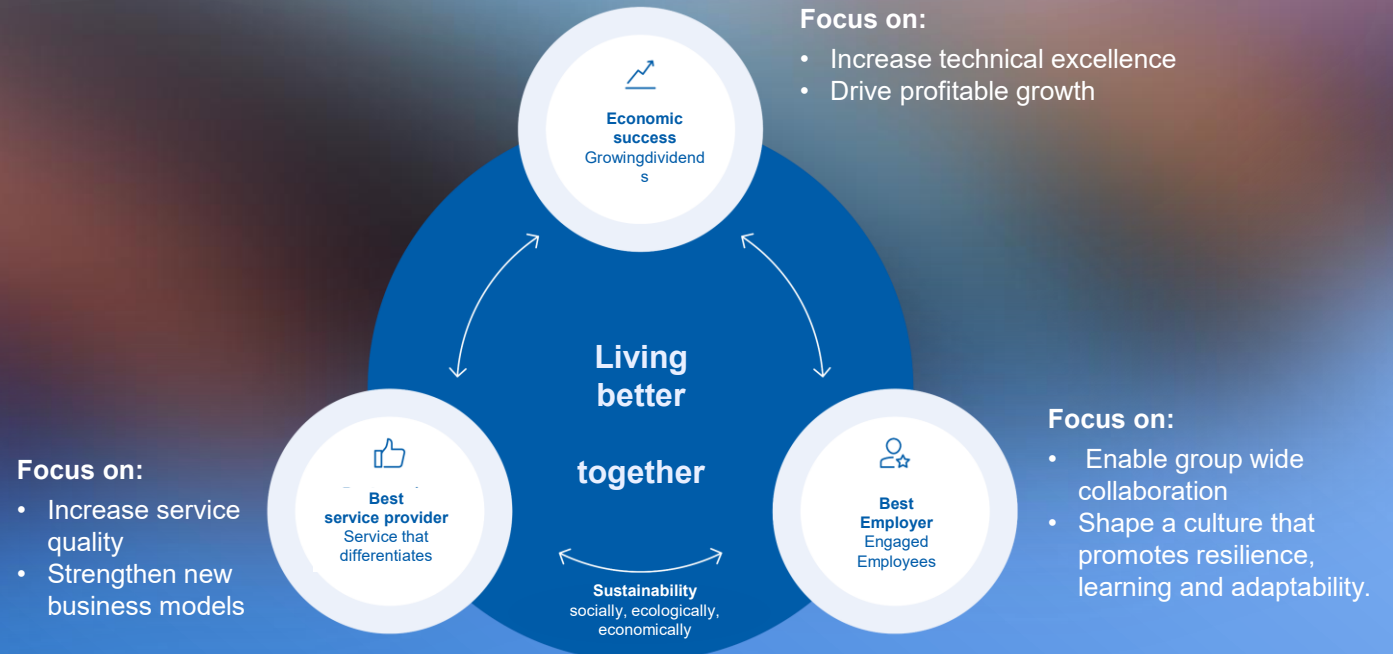 Focus on:
• Increase technical excellence
• Drive profitable growth
Economic
success
Growingdividend
s
Living
better
together
Focus on:
• Increase service
quality
• Strengthen new
business models
Best
service provider
Service that
differentiates
Best
Employer
Engaged
Employees
Focus on:
• Enable group wide
collaboration
• Shape a culture that
promotes resilience,
learning and adaptability.
Sustainability
socially, ecologically,
economically